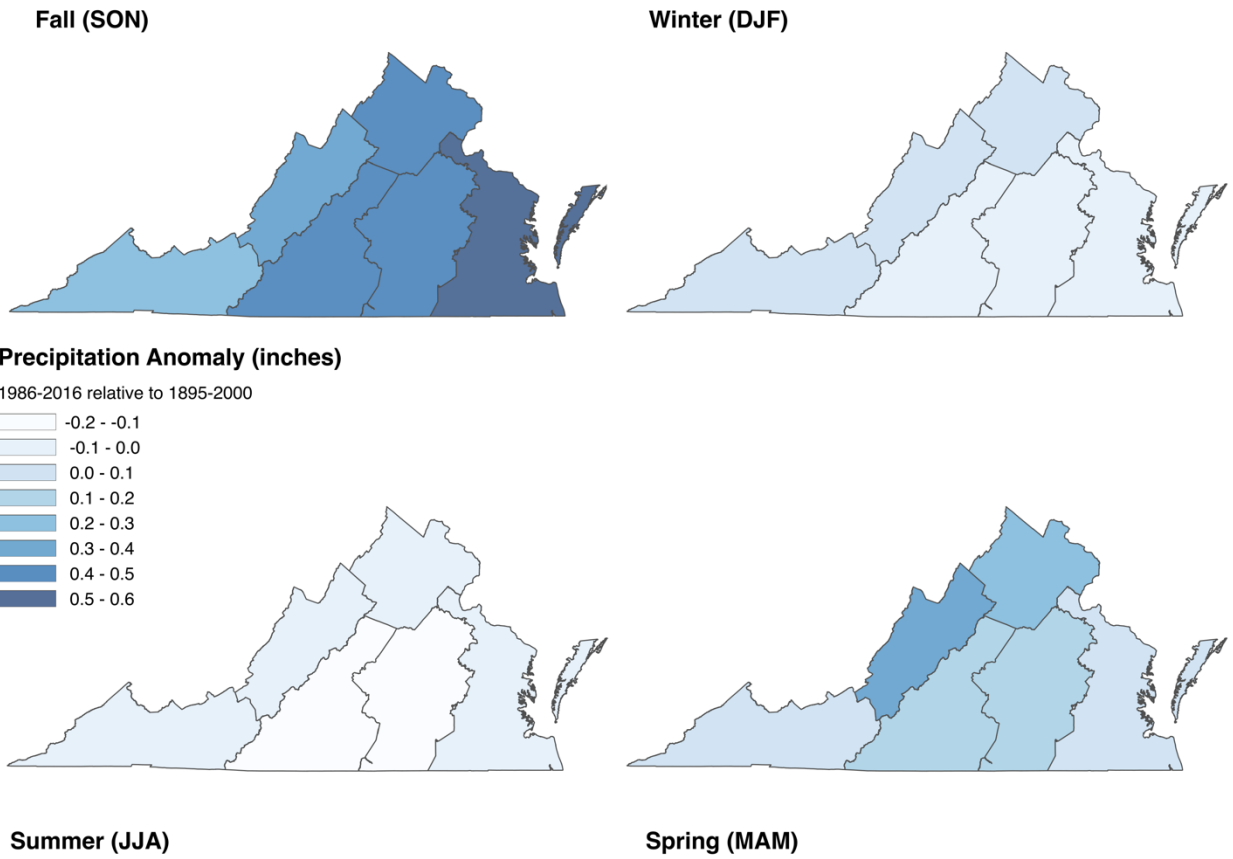 Fall (SON)
Winter (DJF)
Precipitation Anomaly (inches)
1986-2016 relative to 1895-2000
-0.2 - -0.1
-0.1 - 0.0
0.0 - 0.1
0.1 - 0.2
0.2 - 0.3
0.3 - 0.4
0.4 - 0.5
0.5 - 0.6
Summer (JJA)
Spring (MAM)